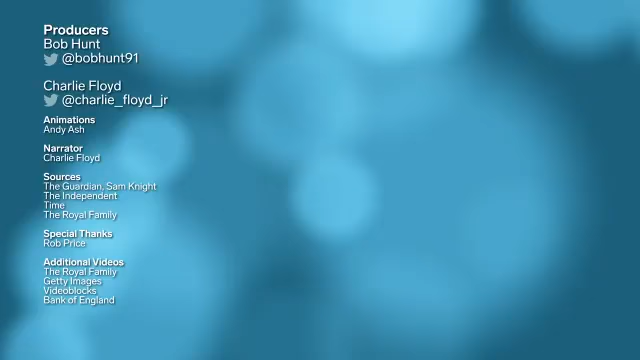 Producers
Bob Hunt
@bobhunt91
Charlie Floyd
@charlie_floyd_jr
Animations
Andy Ash
Narrator
Charlie Floyd
Sources
The Guardian, Sam Knight
The Independent
Time
The Royal Family
Special Thanks
Rob Price
Additional Videos
The Royal Family
Getty Images
Videoblocks
Bank of England